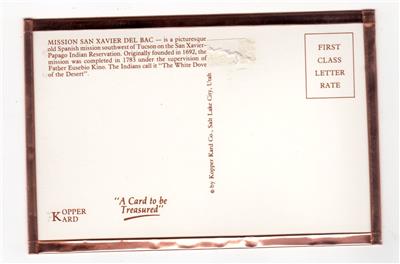 MISSION SAN XAVIER DEL BAC — is a picturesque
old Spanish mission southwest of Tucson on the San Xavier-
Papago Indian Reservation. Originally founded in 1692, the
mission was completed in 1783 under the supervision of
Father Eusebio Kino. The Indians call it "The White Dove
of the Desert".
FIRST
CLASS
LETTER
RATE
© by Kopper Kard Co., Salt Lake City, Utah
"A Card to be
Treasured"
KOPPER
KARD